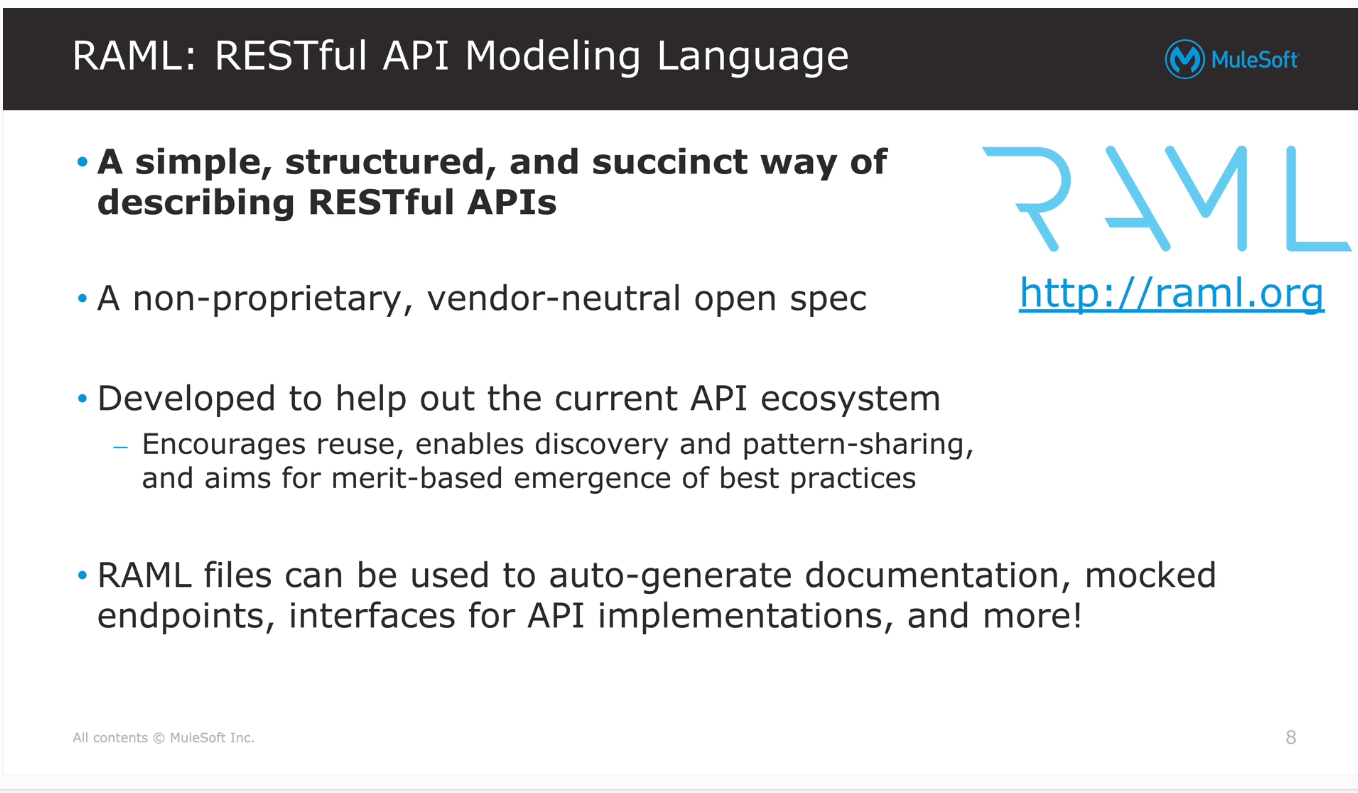 RAML: RESTful API Modeling Language
MuleSoft
• A simple, structured, and succinct way of
describing RESTful APIs
RAML
http://raml.org
• A non-proprietary, vendor-neutral open spec
• Developed to help out the current API ecosystem
– Encourages reuse, enables discovery and pattern-sharing,
and aims for merit-based emergence of best practices
• RAML files can be used to auto-generate documentation, mocked
endpoints, interfaces for API implementations, and more!
All contents © MuleSoft Inc.
8